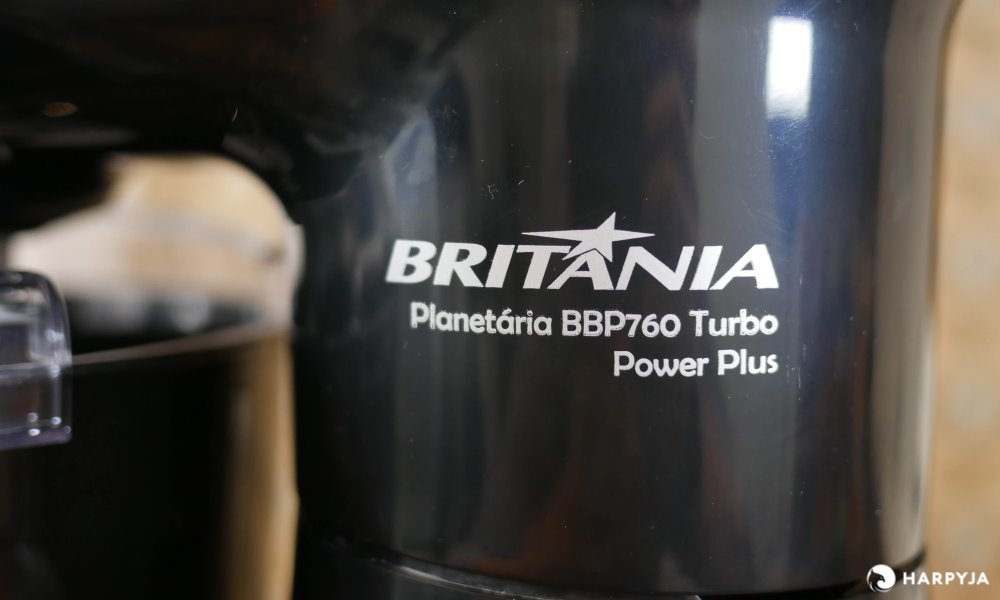 BRITANIA
Planetária BBP760 Turbo
Power Plus
HARPYJA